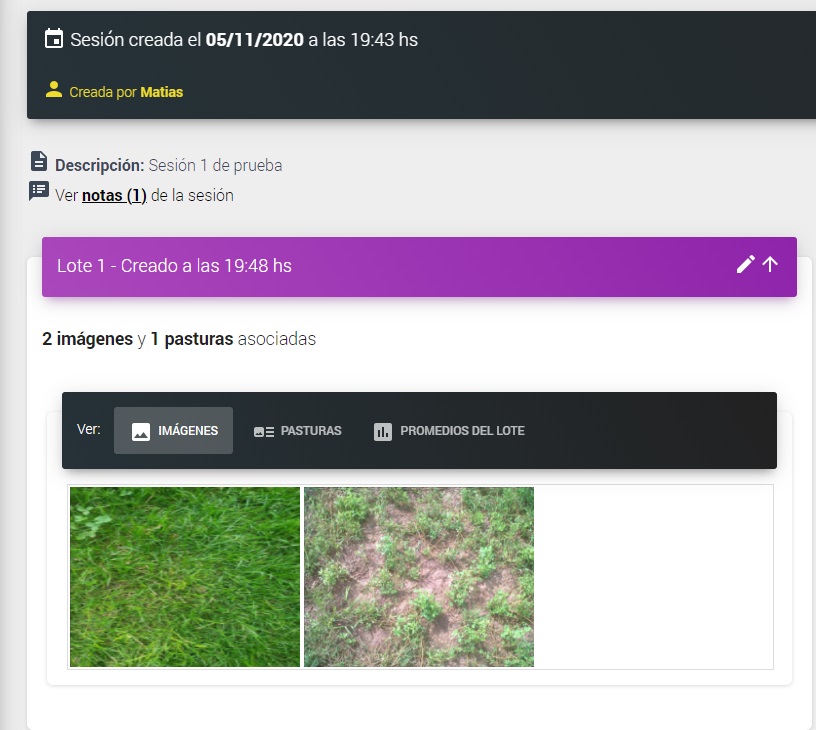 Sesión creada el 05/11/2020 a las 19:43 hs
Creada por Matias
Descripción: Sesión 1 de prueba
Ver notas (1) de la sesión
Lote 1 - Creado a las 19:48 hs
2 imágenes y 1 pasturas asociadas
Ver: IMÁGENES PASTURAS PROMEDIOS DEL LOTE